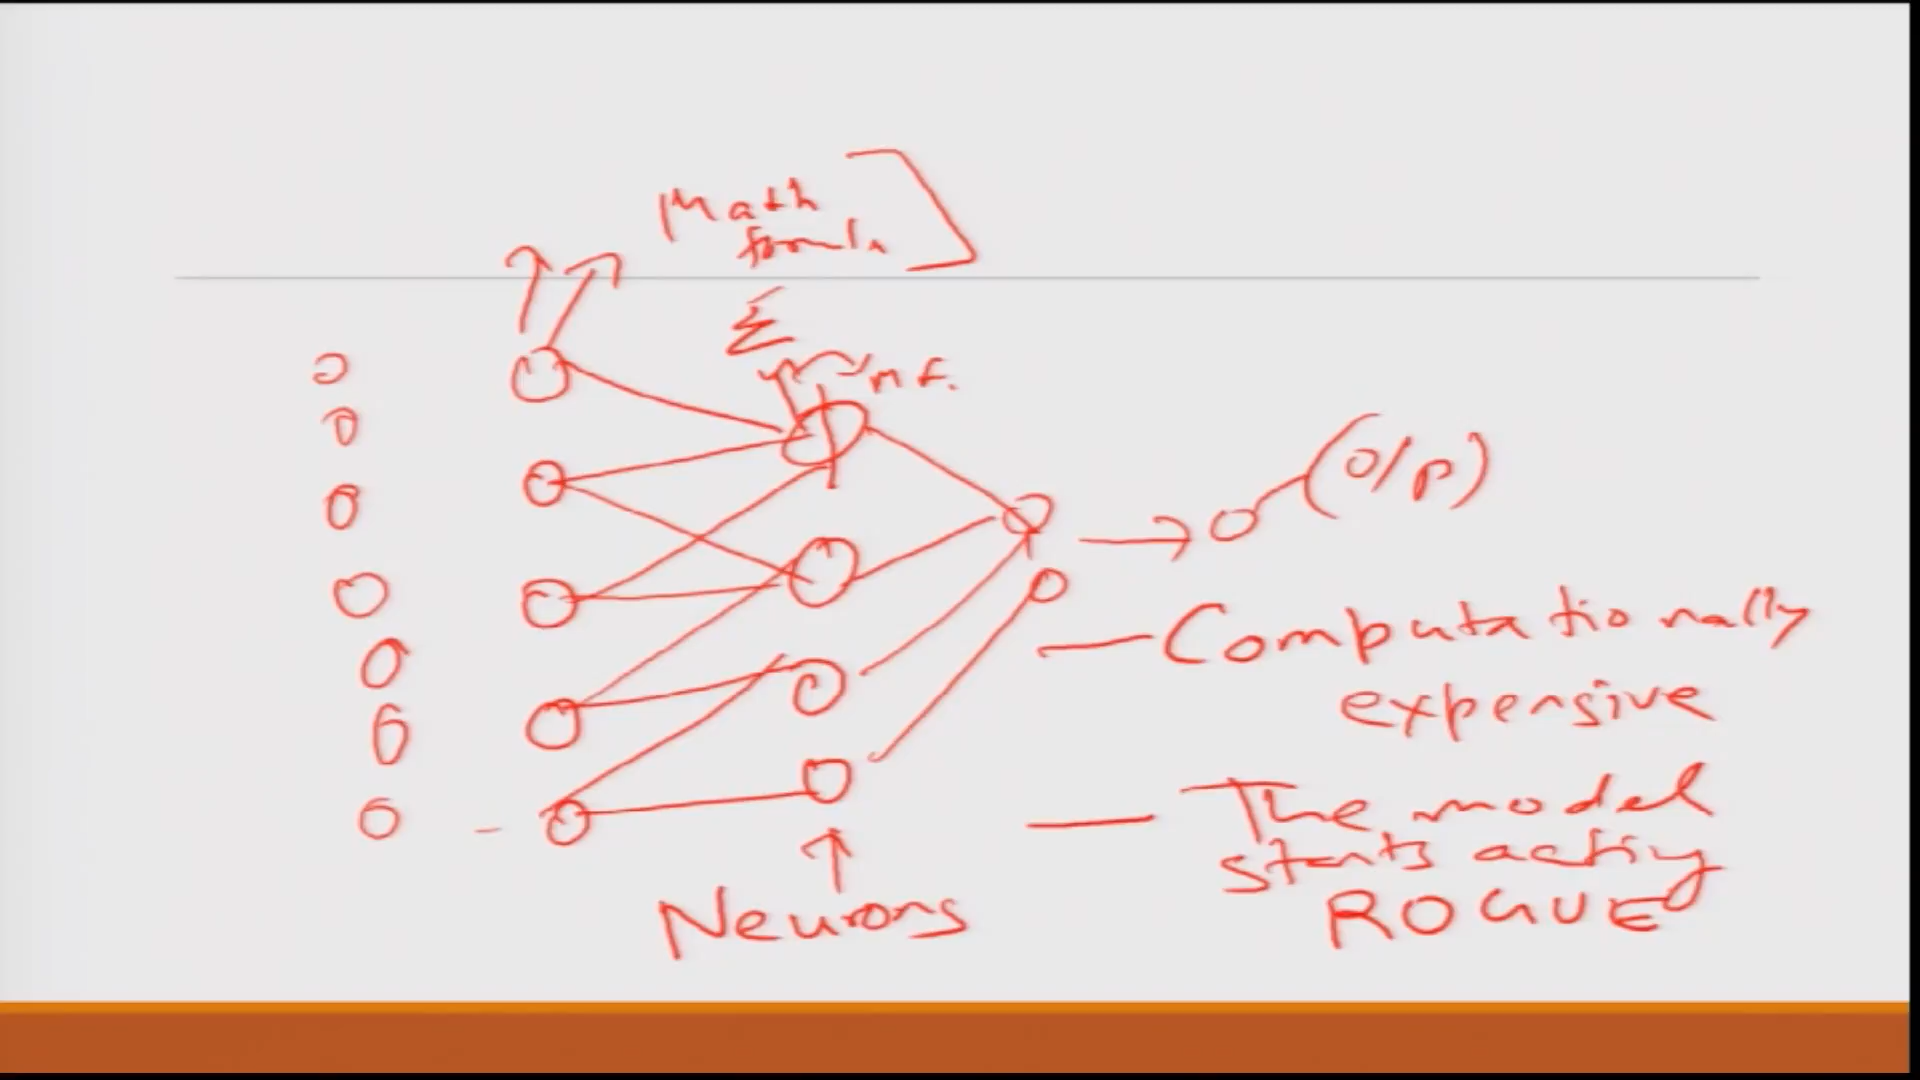 Math
formula
Σ
m f.
(O/P)
— Computationally
expensive
— The model
starts acting
ROGUE
Neurons